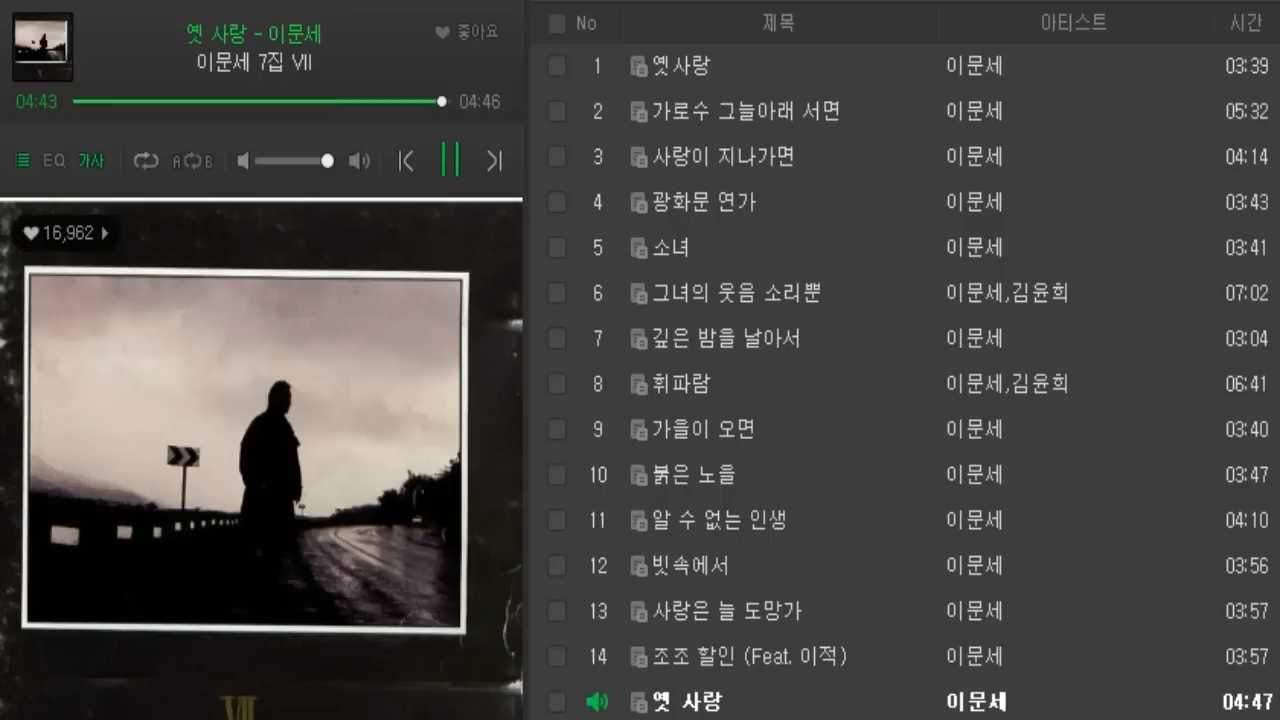 옛 사랑 - 이문세
좋아요
이문세 7집 VII
04:43
04:46
EQ 가사
A B
16,962
VII
No 제목 아티스트 시간
1 옛사랑 이문세 03:39
2 가로수 그늘아래 서면 이문세 05:32
3 사랑이 지나가면 이문세 04:14
4 광화문 연가 이문세 03:43
5 소녀 이문세 03:41
6 그녀의 웃음 소리뿐 이문세,김윤희 07:02
7 깊은 밤을 날아서 이문세 03:04
8 휘파람 이문세,김윤희 06:41
9 가을이 오면 이문세 03:40
10 붉은 노을 이문세 03:47
11 알 수 없는 인생 이문세 04:10
12 빗속에서 이문세 03:56
13 사랑은 늘 도망가 이문세 03:57
14 조조 할인 (Feat. 이적) 이문세 03:57
옛 사랑 이문세 04:47